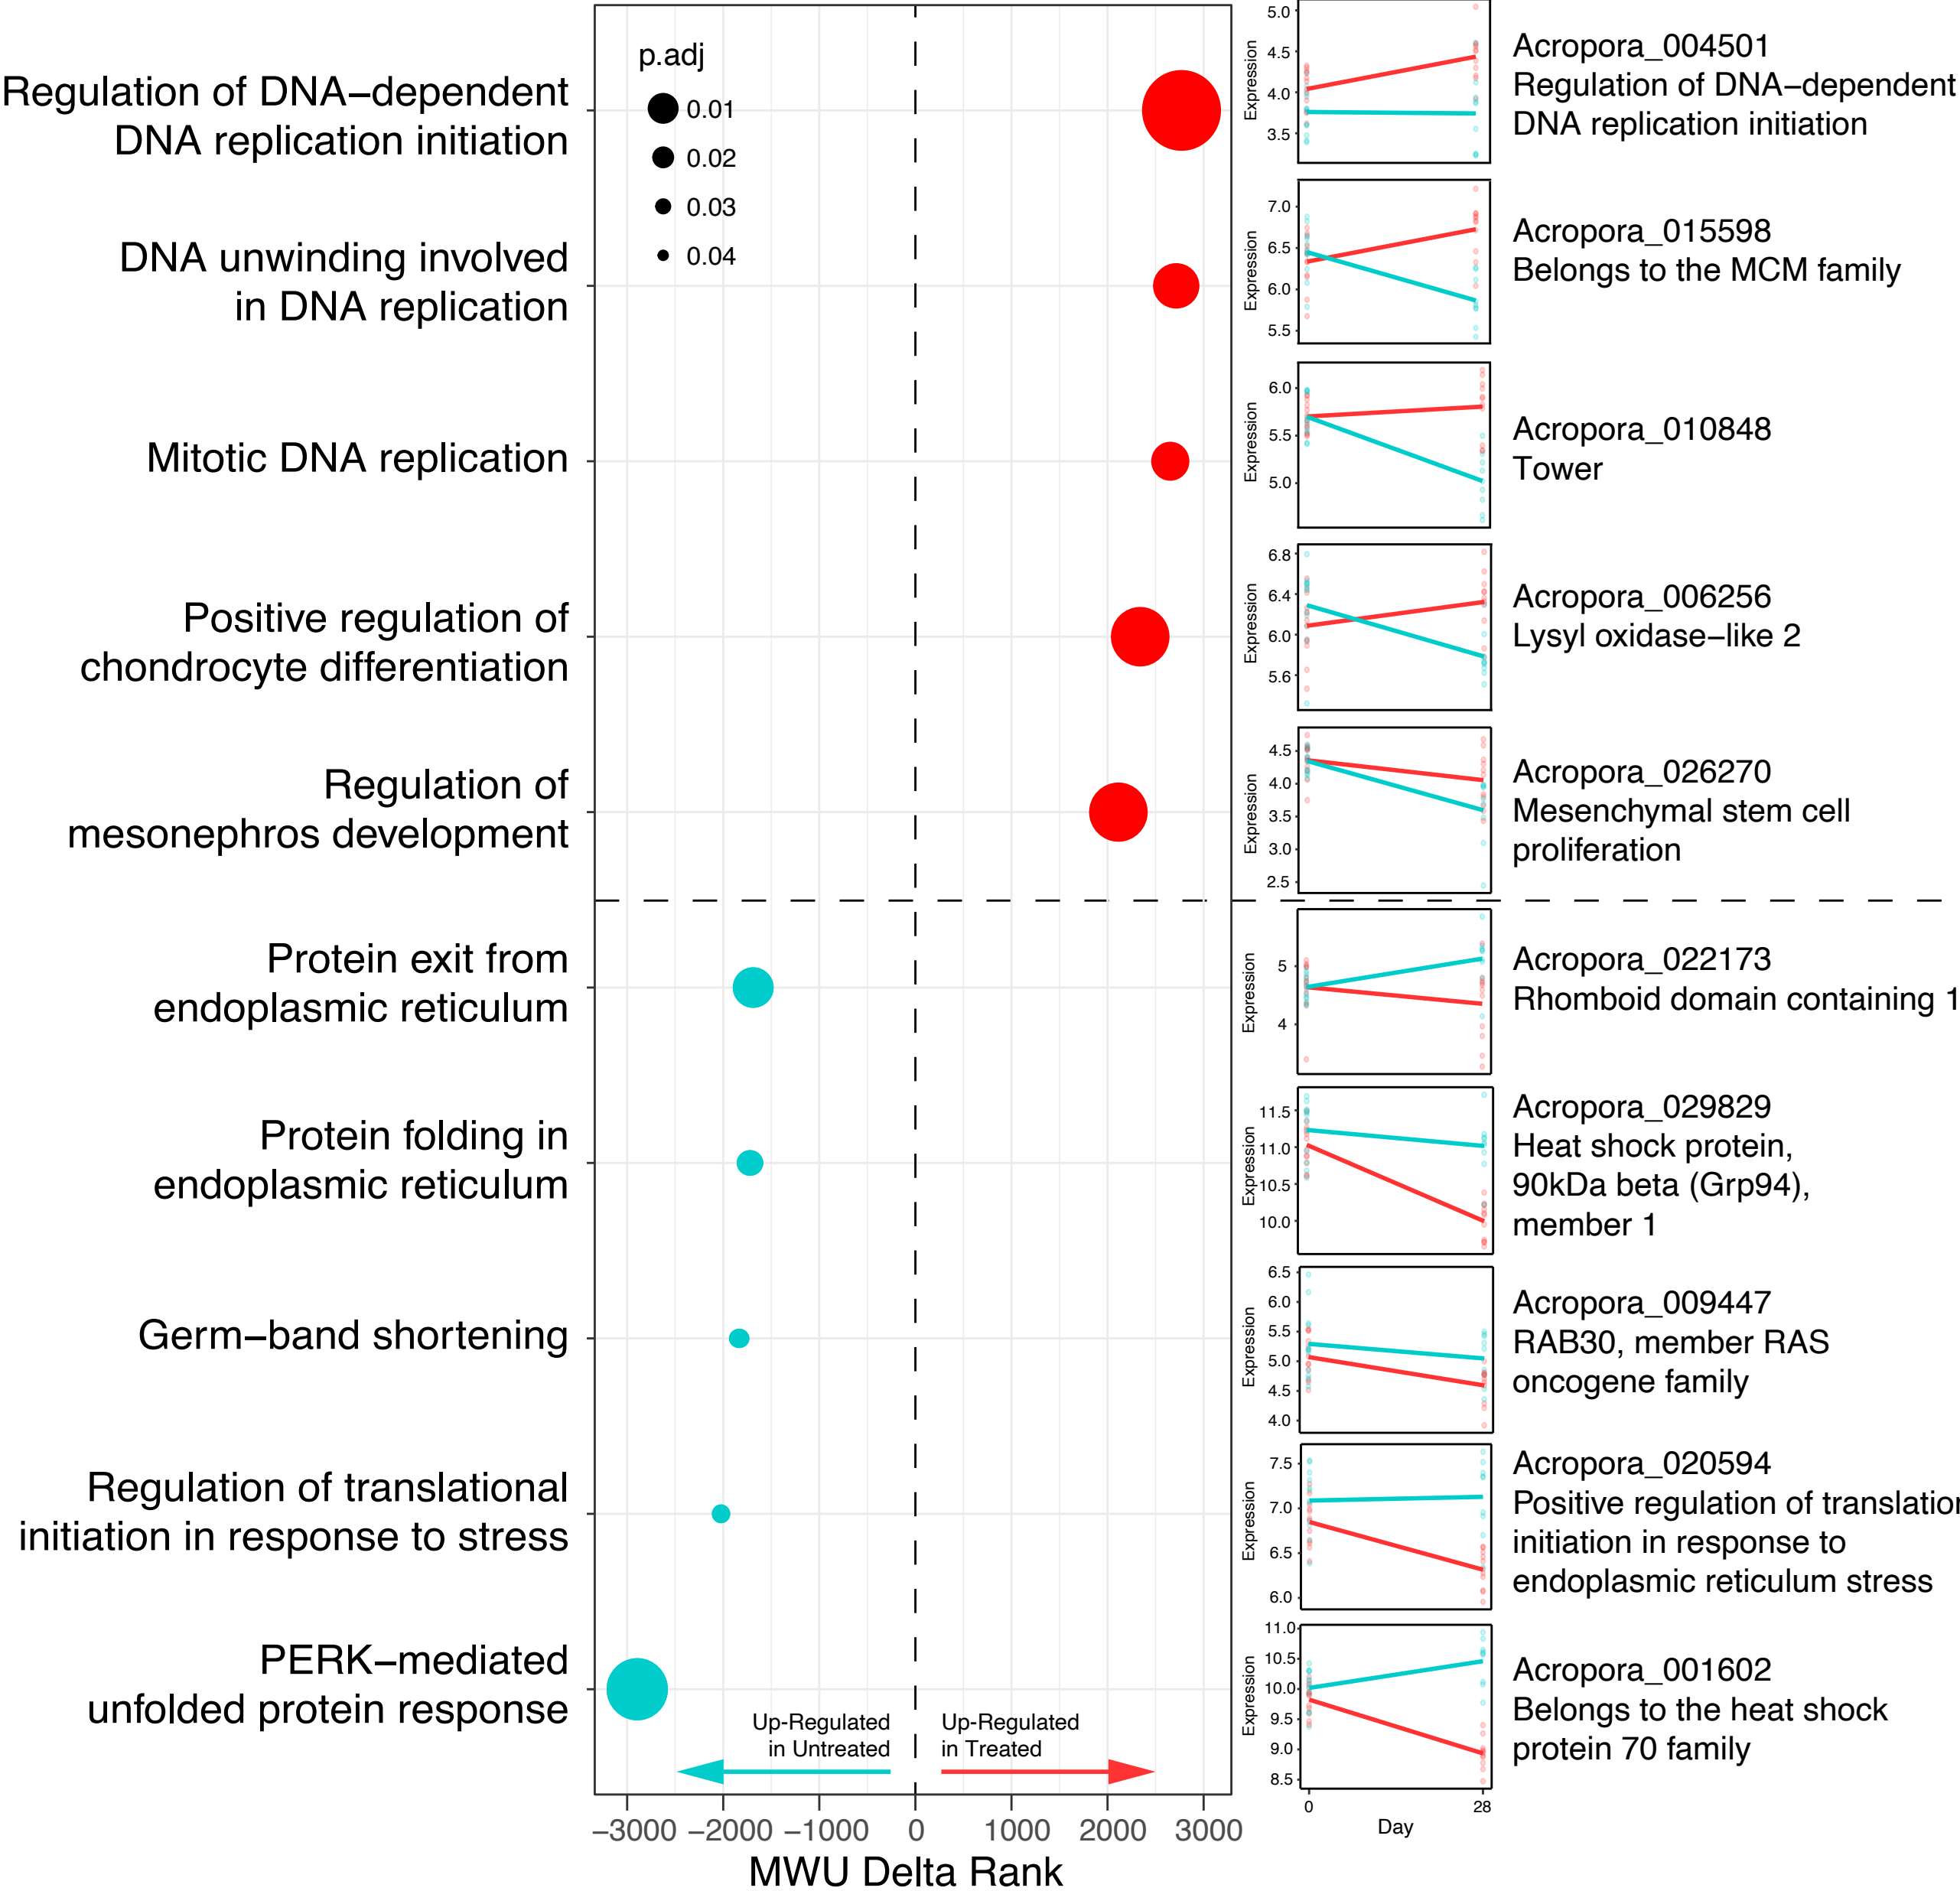 Regulation of DNA−dependent
DNA replication initiation
DNA unwinding involved
in DNA replication
Mitotic DNA replication
Positive regulation of
chondrocyte differentiation
Regulation of
mesonephros development
Protein exit from
endoplasmic reticulum
Protein folding in
endoplasmic reticulum
Germ−band shortening
Regulation of translational
initiation in response to stress
PERK−mediated
unfolded protein response
p.adj
0.01
0.02
0.03
0.04
Up-Regulated
in Untreated
Up-Regulated
in Treated
−3000 −2000 −1000 0 1000 2000 3000
MWU Delta Rank
Expression
5.0
4.5
4.0
3.5
Acropora_004501
Regulation of DNA−dependent
DNA replication initiation
Expression
7.0
6.5
6.0
5.5
Acropora_015598
Belongs to the MCM family
Expression
6.0
5.5
5.0
Acropora_010848
Tower
Expression
6.8
6.4
6.0
5.6
Acropora_006256
Lysyl oxidase−like 2
Expression
4.5
4.0
3.5
3.0
2.5
Acropora_026270
Mesenchymal stem cell
proliferation
Expression
5
4
Acropora_022173
Rhomboid domain containing 1
Expression
11.5
11.0
10.5
10.0
Acropora_029829
Heat shock protein,
90kDa beta (Grp94),
member 1
Expression
6.5
6.0
5.5
5.0
4.5
4.0
Acropora_009447
RAB30, member RAS
oncogene family
Expression
7.5
7.0
6.5
6.0
Acropora_020594
Positive regulation of translation
initiation in response to
endoplasmic reticulum stress
Expression
11.0
10.5
10.0
9.5
9.0
8.5
Acropora_001602
Belongs to the heat shock
protein 70 family
0 28
Day